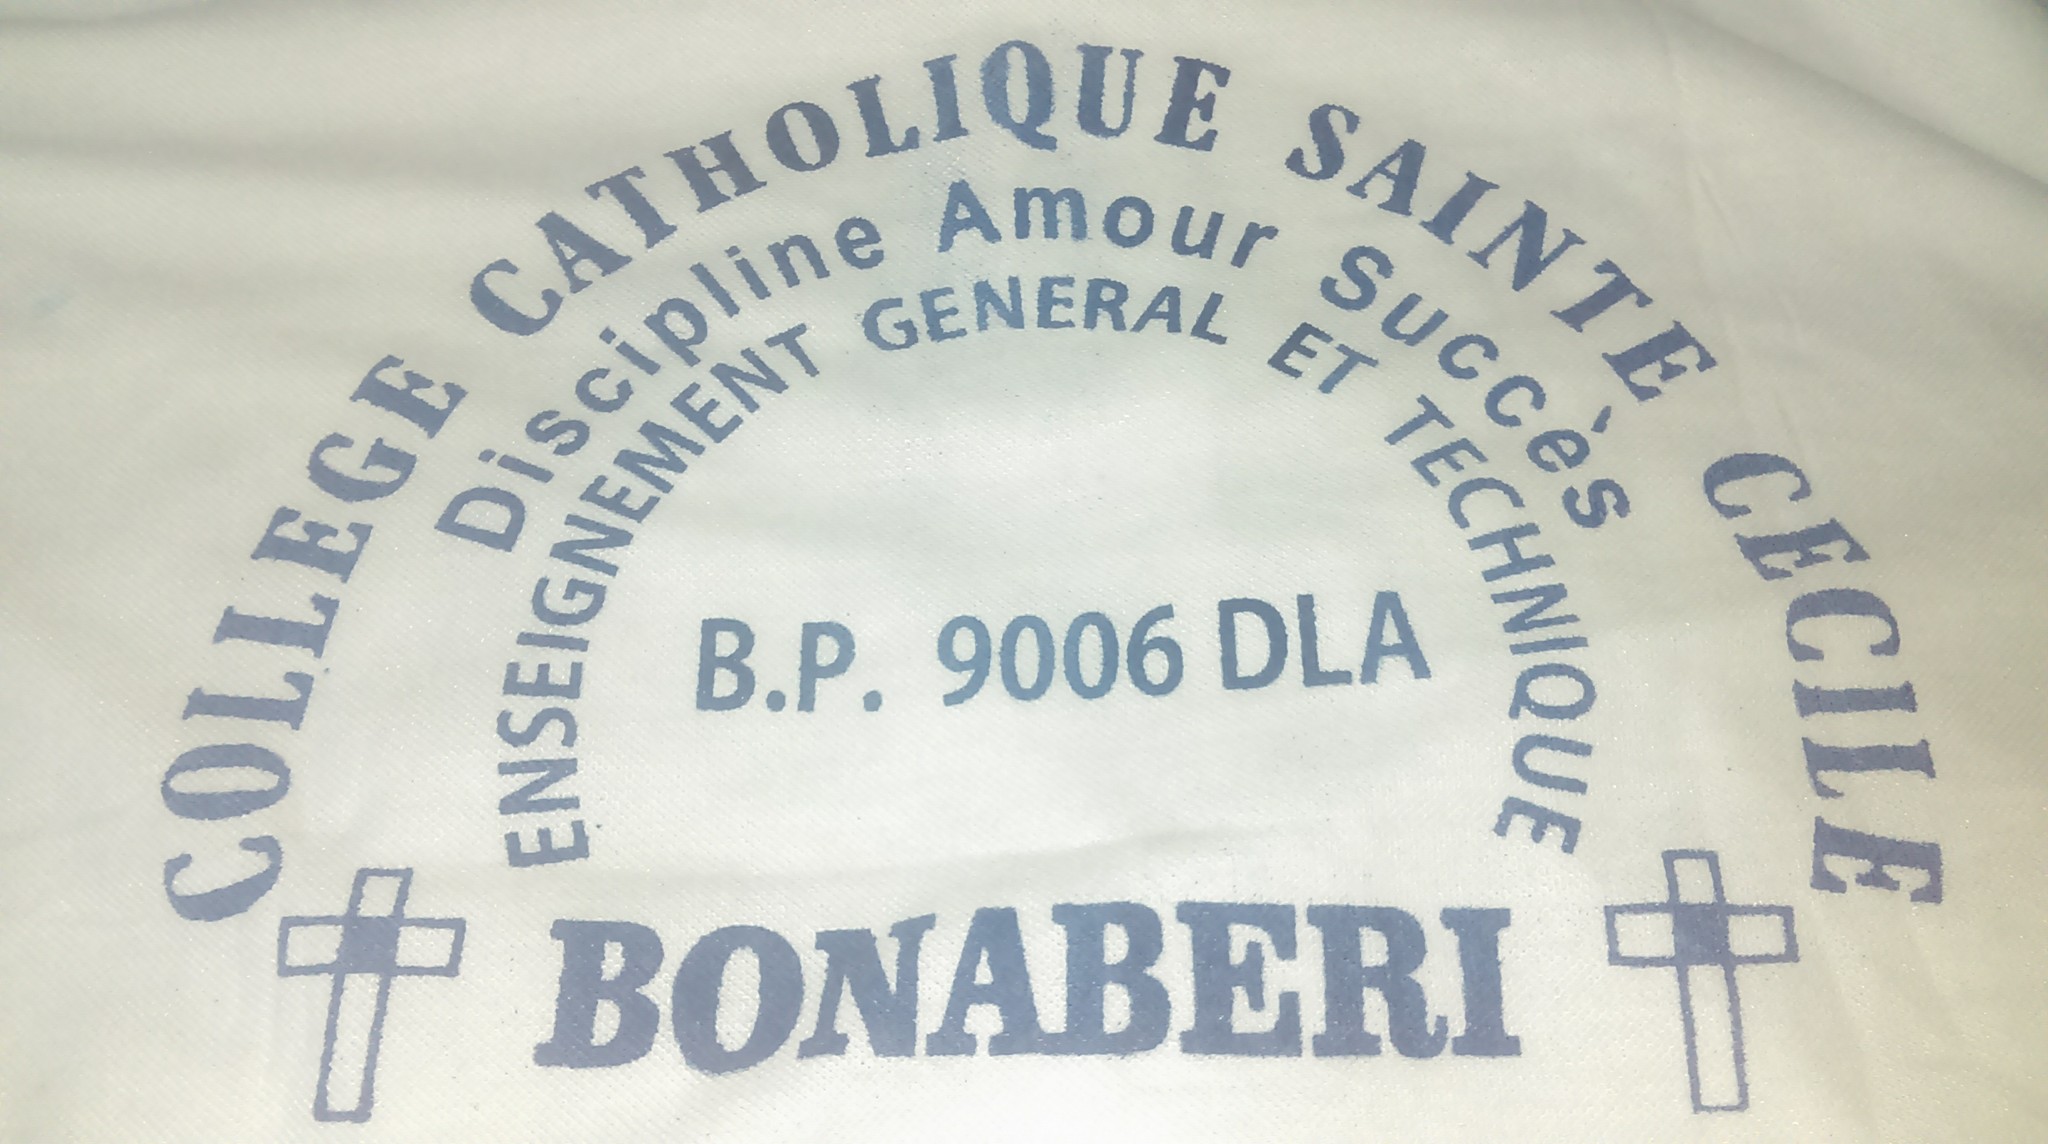 COLLEGE CATHOLIQUE SAINTE CECILE
Discipline Amour Succès
ENSEIGNEMENT GENERAL ET TECHNIQUE
B.P. 9006 DLA
BONABERI